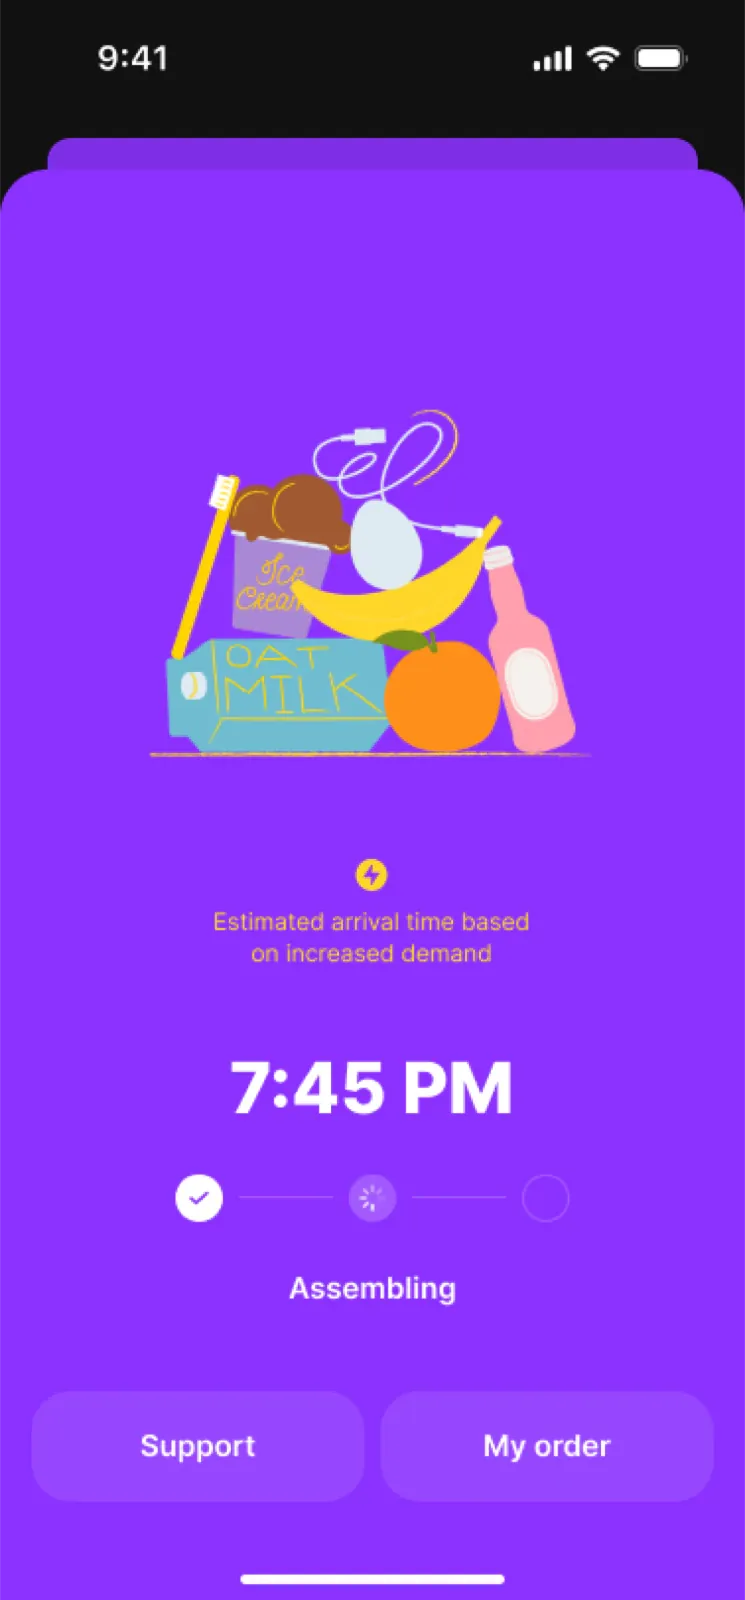 9:41
Ice
Cream
OAT
MILK
Estimated arrival time based
on increased demand
7:45 PM
Assembling
Support
My order